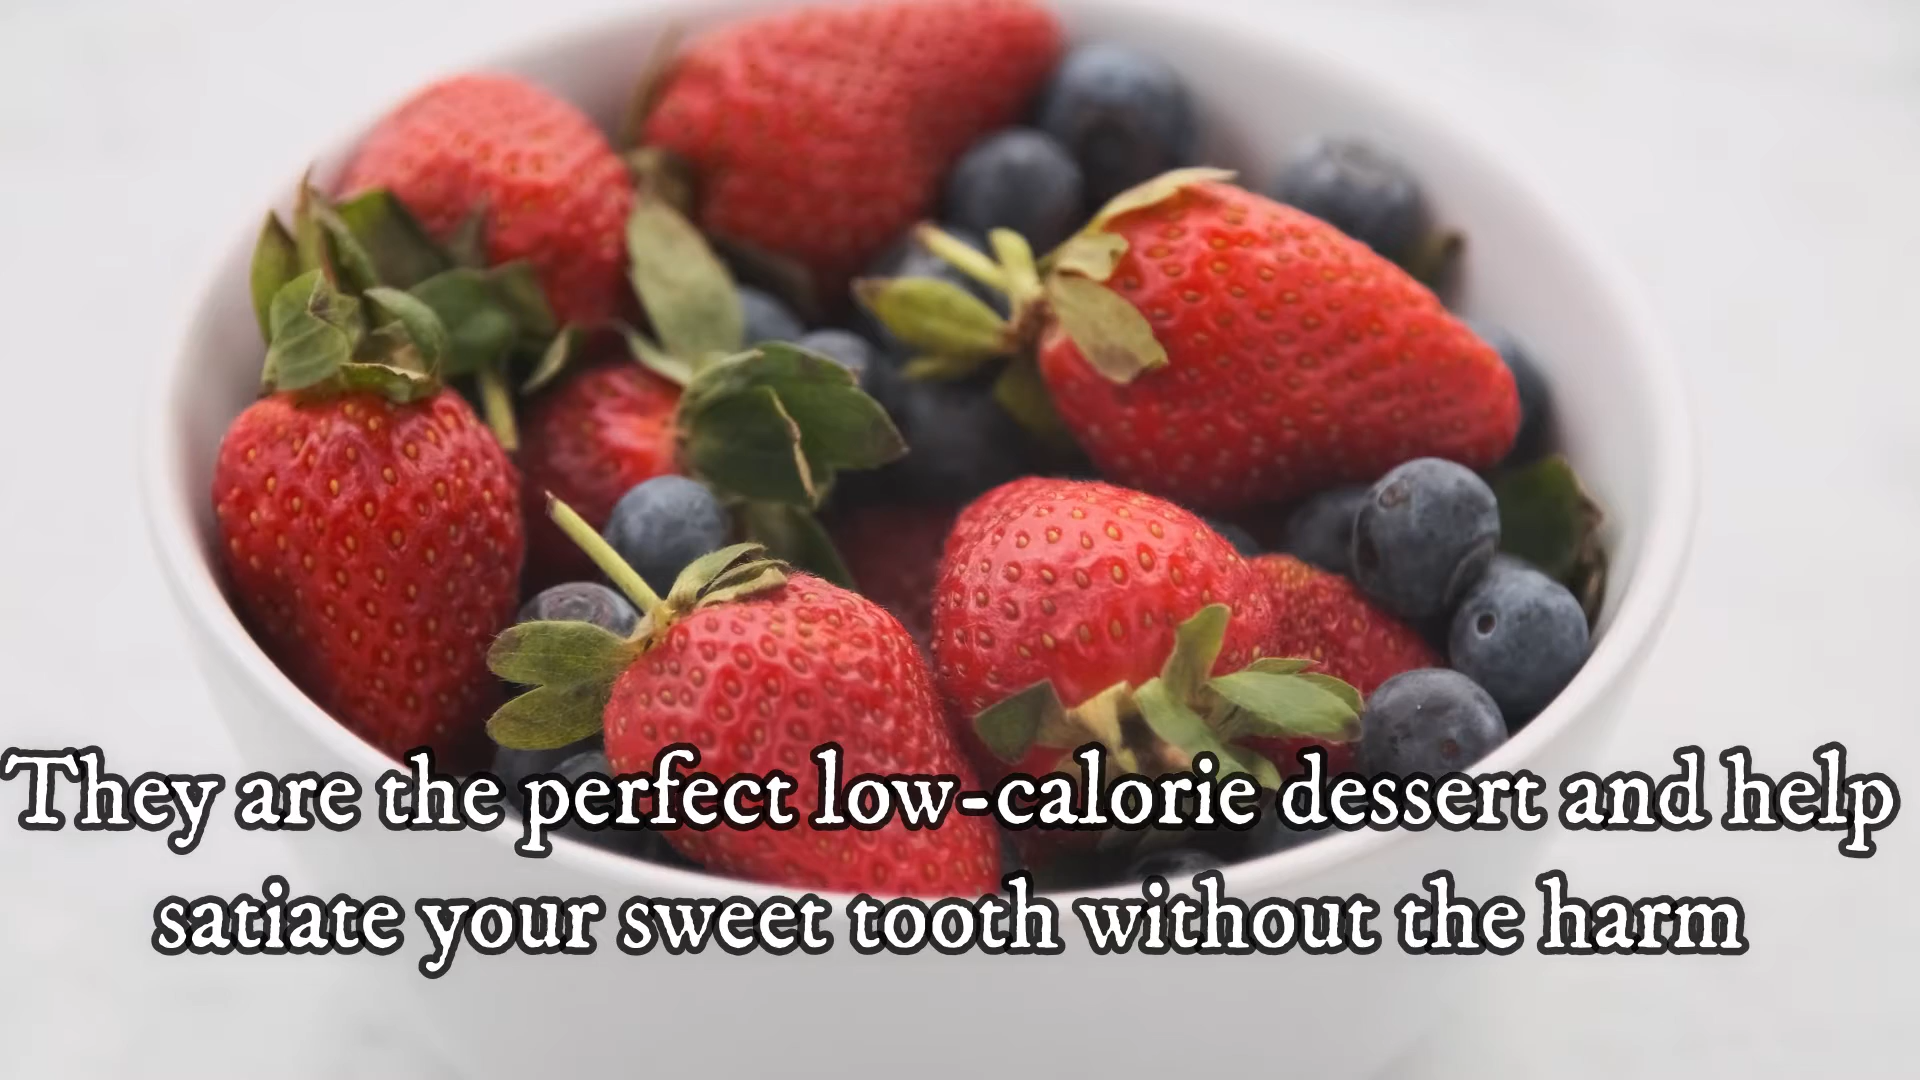 They are the perfect low-calorie dessert and help
satiate your sweet tooth without the harm